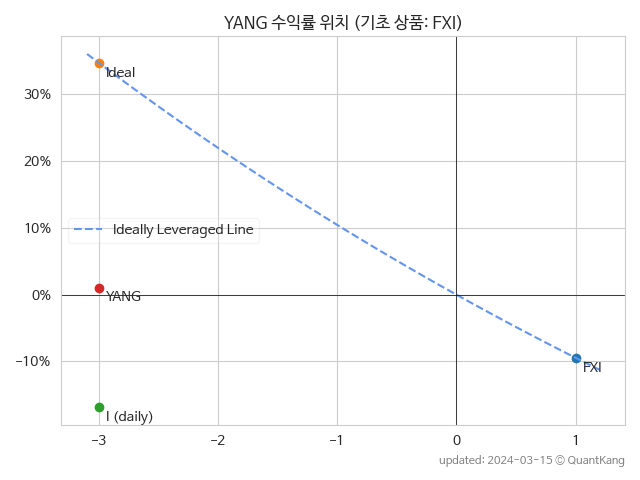 YANG 수익률 위치 (기초 상품: FXI)
Ideal
30%
20%
10%
Ideally Leveraged Line
YANG
0%
−10%
FXI
I (daily)
−3
−2
−1
0
1
updated: 2024-03-15 © QuantKang